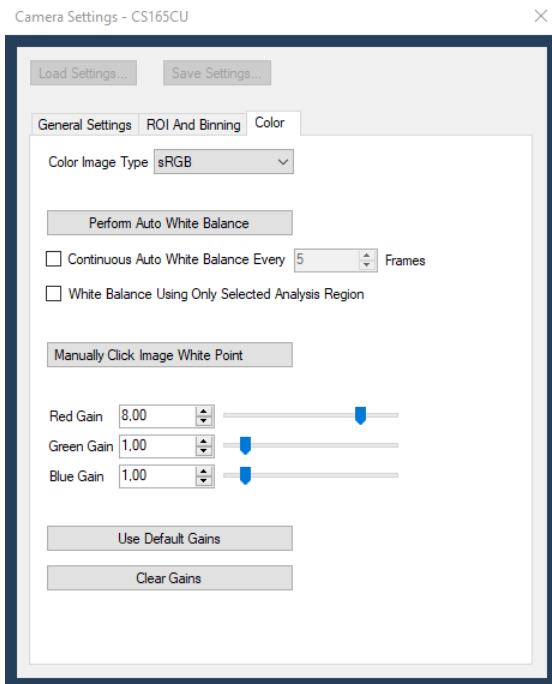 Camera Settings - CS165CU
Load Settings... Save Settings...
General Settings ROI And Binning Color
Color Image Type sRGB
Perform Auto White Balance
Continuous Auto White Balance Every 5 Frames
White Balance Using Only Selected Analysis Region
Manually Click Image White Point
Red Gain 8,00
Green Gain 1,00
Blue Gain 1,00
Use Default Gains
Clear Gains